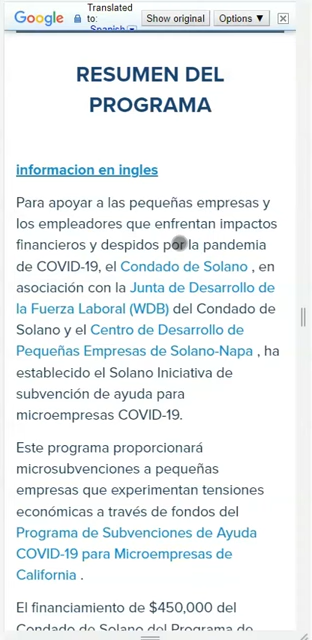 Google
Translated
to:
Spanish
Show original
Options ▼
RESUMEN DEL
PROGRAMA
informacion en ingles
Para apoyar a las pequeñas empresas y
los empleadores que enfrentan impactos
financieros y despidos por la pandemia
de COVID-19, el Condado de Solano , en
asociación con la Junta de Desarrollo de
la Fuerza Laboral (WDB) del Condado de
Solano y el Centro de Desarrollo de
Pequeñas Empresas de Solano-Napa , ha
establecido el Solano Iniciativa de
subvención de ayuda para
microempresas COVID-19.
Este programa proporcionará
microsubvenciones a pequeñas
empresas que experimentan tensiones
económicas a través de fondos del
Programa de Subvenciones de Ayuda
COVID-19 para Microempresas de
California .
El financiamiento de $450,000 del
Condado de Solano del Programa de